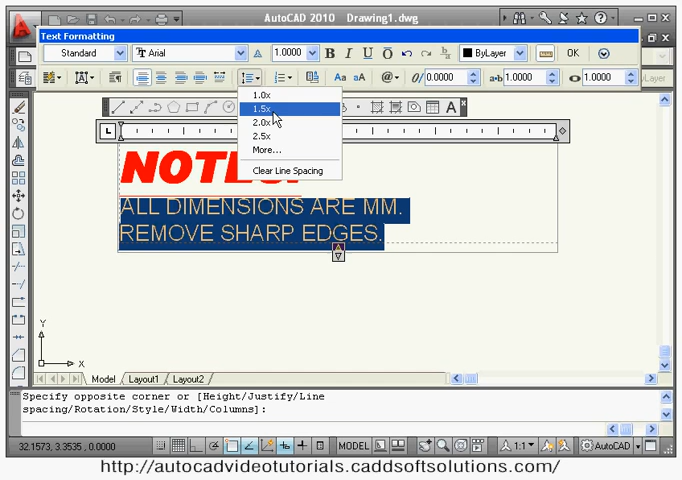 AutoCAD 2010 Drawing1.dwg
Text Formatting
Standard Arial 1.0000 B I U O ByLayer OK
@ 0.0000 a·b 1.0000 1.0000 Layer
1.0x
1.5x
2.0x
2.5x
More...
Clear Line Spacing
A
L
NOTES:
ALL DIMENSIONS ARE MM.
REMOVE SHARP EDGES.
Y
X
Model Layout1 Layout2
Specify opposite corner or [Height/Justify/Line
spacing/Rotation/Style/Width/Columns]:
32.1573, 3.3535, 0.0000 MODEL 1:1 AutoCAD
http://autocadvideotutorials.caddsoftsolutions.com/